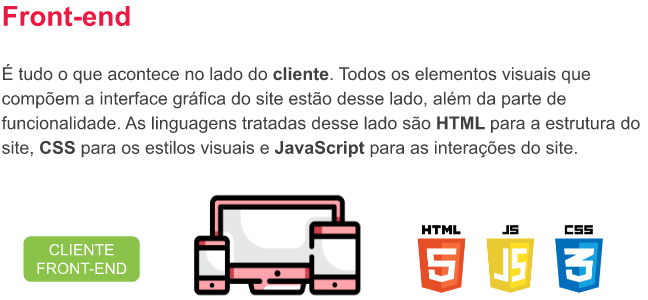 Front-end
É tudo o que acontece no lado do cliente. Todos os elementos visuais que
compõem a interface gráfica do site estão desse lado, além da parte de
funcionalidade. As linguagens tratadas desse lado são HTML para a estrutura do
site, CSS para os estilos visuais e JavaScript para as interações do site.
CLIENTE
FRONT-END
HTML JS CSS
5 JS 3